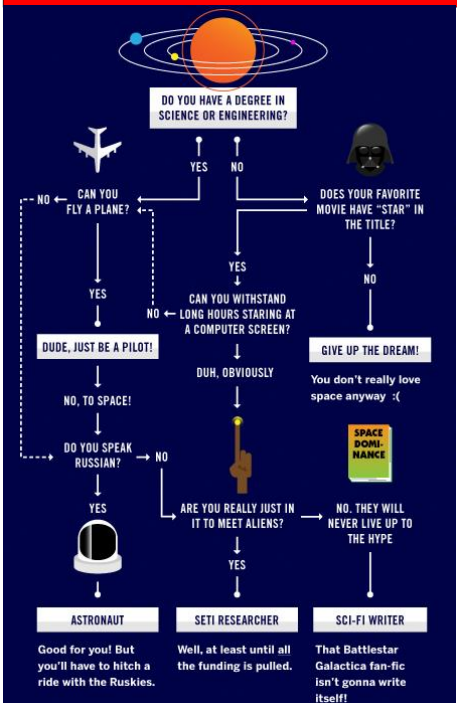 DO YOU HAVE A DEGREE IN
SCIENCE OR ENGINEERING?
YES
NO
NO
CAN YOU
FLY A PLANE?
DOES YOUR FAVORITE
MOVIE HAVE “STAR” IN
THE TITLE?
YES
NO
YES
NO
CAN YOU WITHSTAND
LONG HOURS STARING AT
A COMPUTER SCREEN?
DUDE, JUST BE A PILOT!
GIVE UP THE DREAM!
You don’t really love
space anyway :(
DUH, OBVIOUSLY
NO, TO SPACE!
SPACE
DOMI-
NANCE
DO YOU SPEAK
RUSSIAN?
NO
YES
ARE YOU REALLY JUST IN
IT TO MEET ALIENS?
NO. THEY WILL
NEVER LIVE UP TO
THE HYPE
YES
ASTRONAUT
Good for you! But
you’ll have to hitch a
ride with the Ruskies.
SETI RESEARCHER
Well, at least until all
the funding is pulled.
SCI-FI WRITER
That Battlestar
Galactica fan-fic
isn’t gonna write
itself!